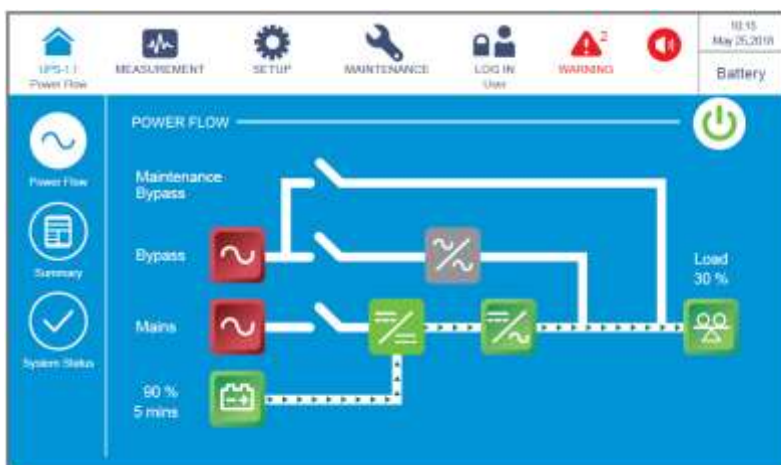 UPS-1.1
Power Flow
MEASUREMENT
SETUP
MAINTENANCE
LOG IN
User
WARNING
2
10:15
May 25,2018
Battery
POWER FLOW
Power Flow
Maintenance
Bypass
Summary
Bypass
Load
30 %
Mains
System Status
90 %
5 mins